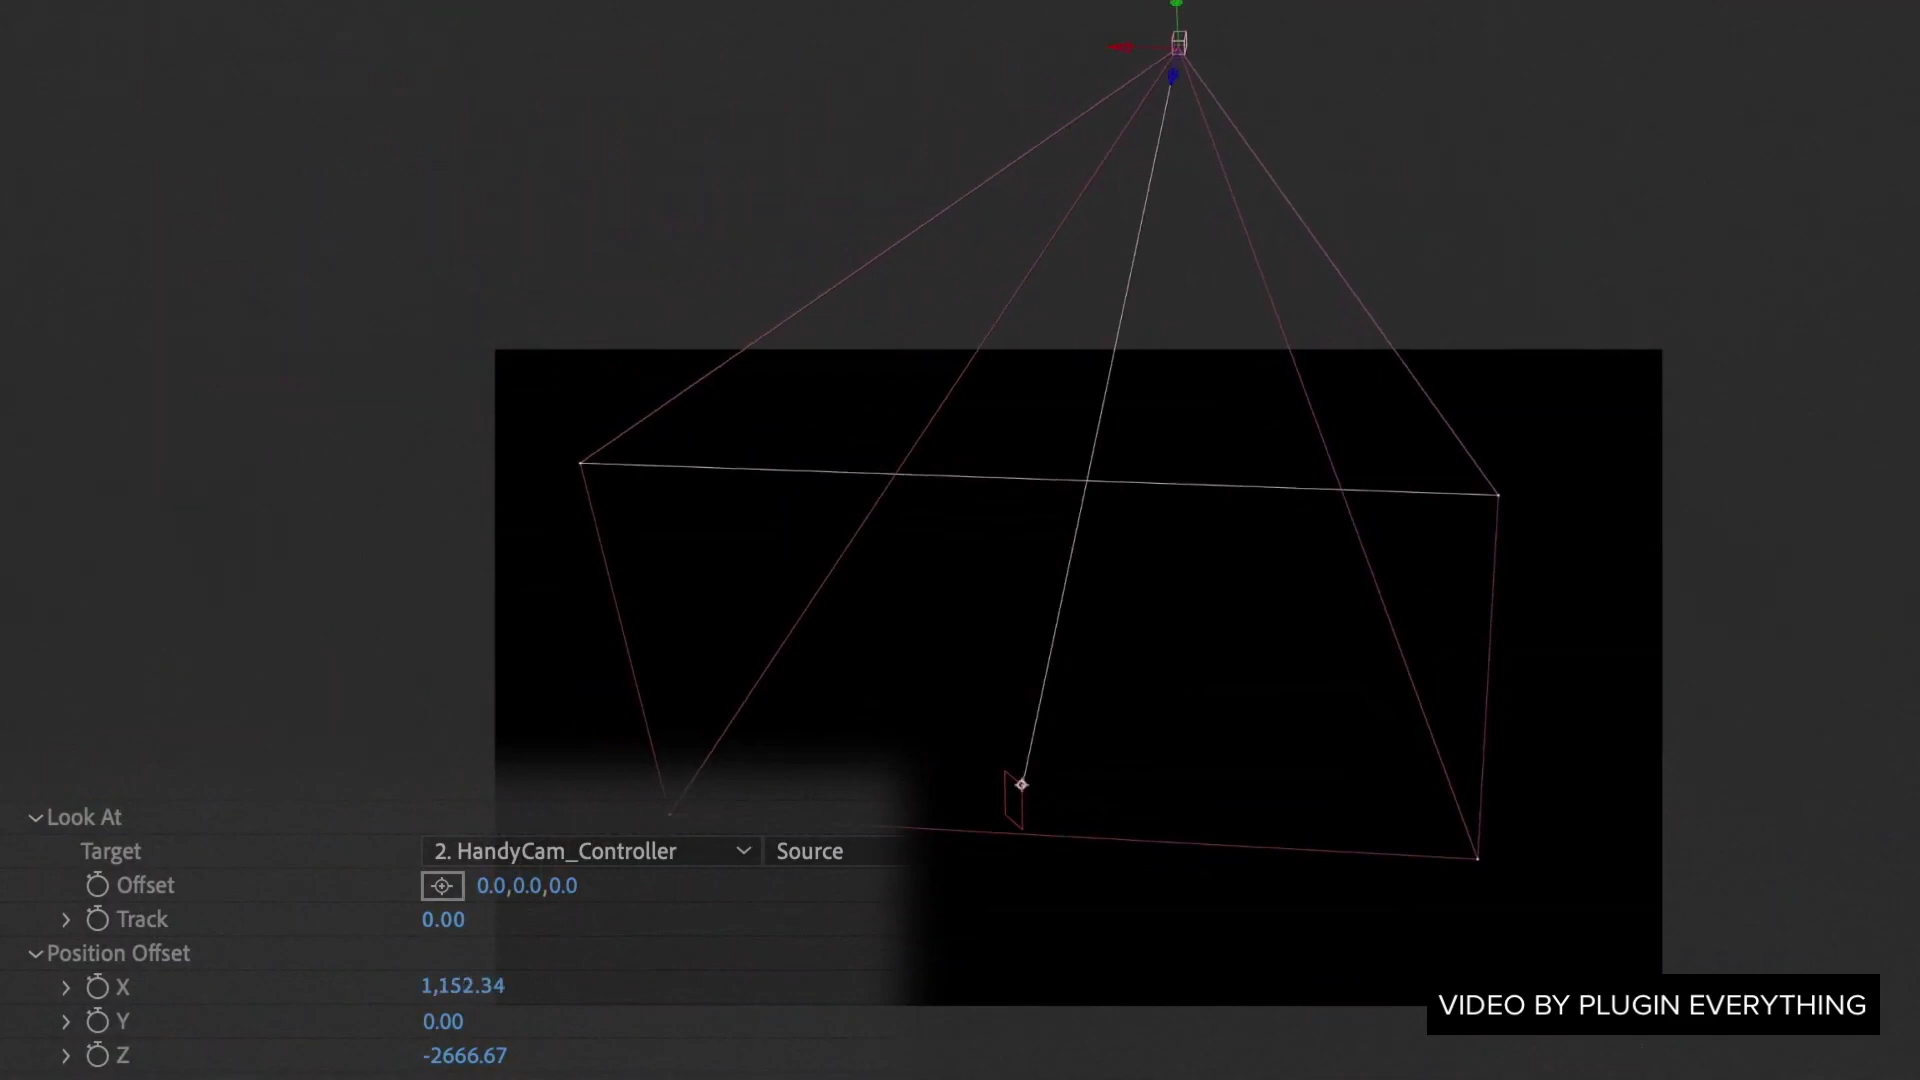 Look At
Target 2. HandyCam_Controller Source
Offset 0.0,0.0,0.0
Track 0.00
Position Offset
X 1,152.34
Y 0.00
Z -2666.67
VIDEO BY PLUGIN EVERYTHING